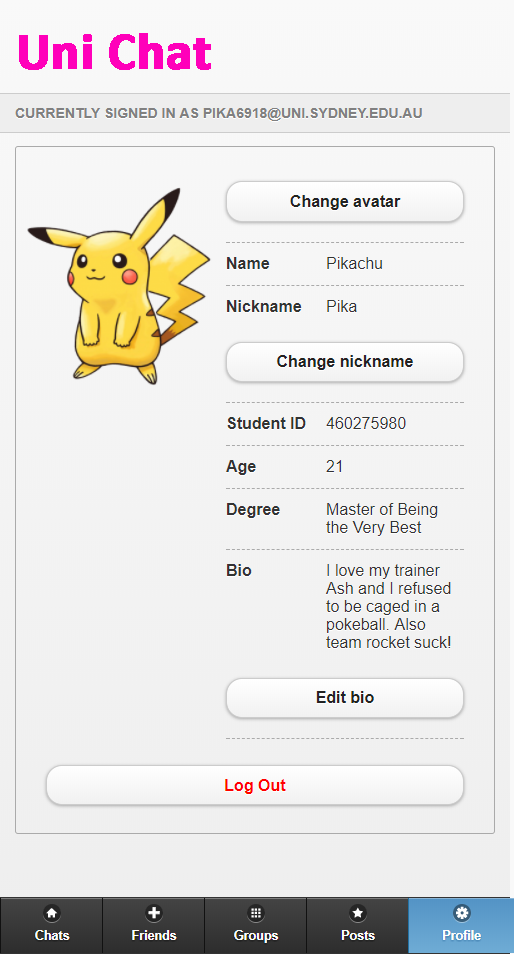 Uni Chat
CURRENTLY SIGNED IN AS PIKA6918@UNI.SYDNEY.EDU.AU
Change avatar
Name Pikachu
Nickname Pika
Change nickname
Student ID 460275980
Age 21
Degree Master of Being
the Very Best
Bio I love my trainer
Ash and I refused
to be caged in a
pokeball. Also
team rocket suck!
Edit bio
Log Out
Chats Friends Groups Posts Profile